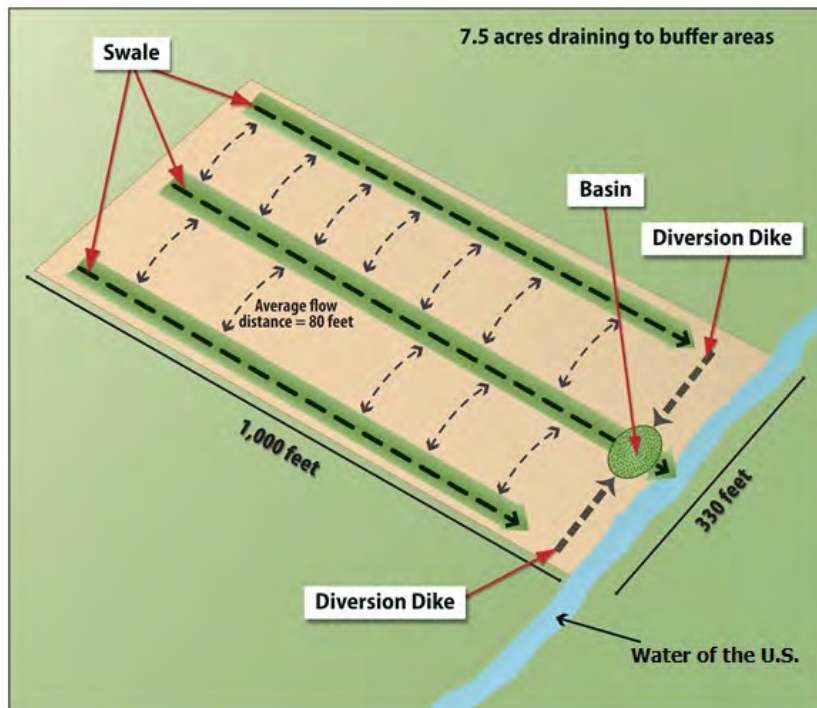 7.5 acres draining to buffer areas
Swale
Basin
Diversion Dike
Average flow
distance = 80 feet
1,000 feet
330 feet
Diversion Dike
Water of the U.S.